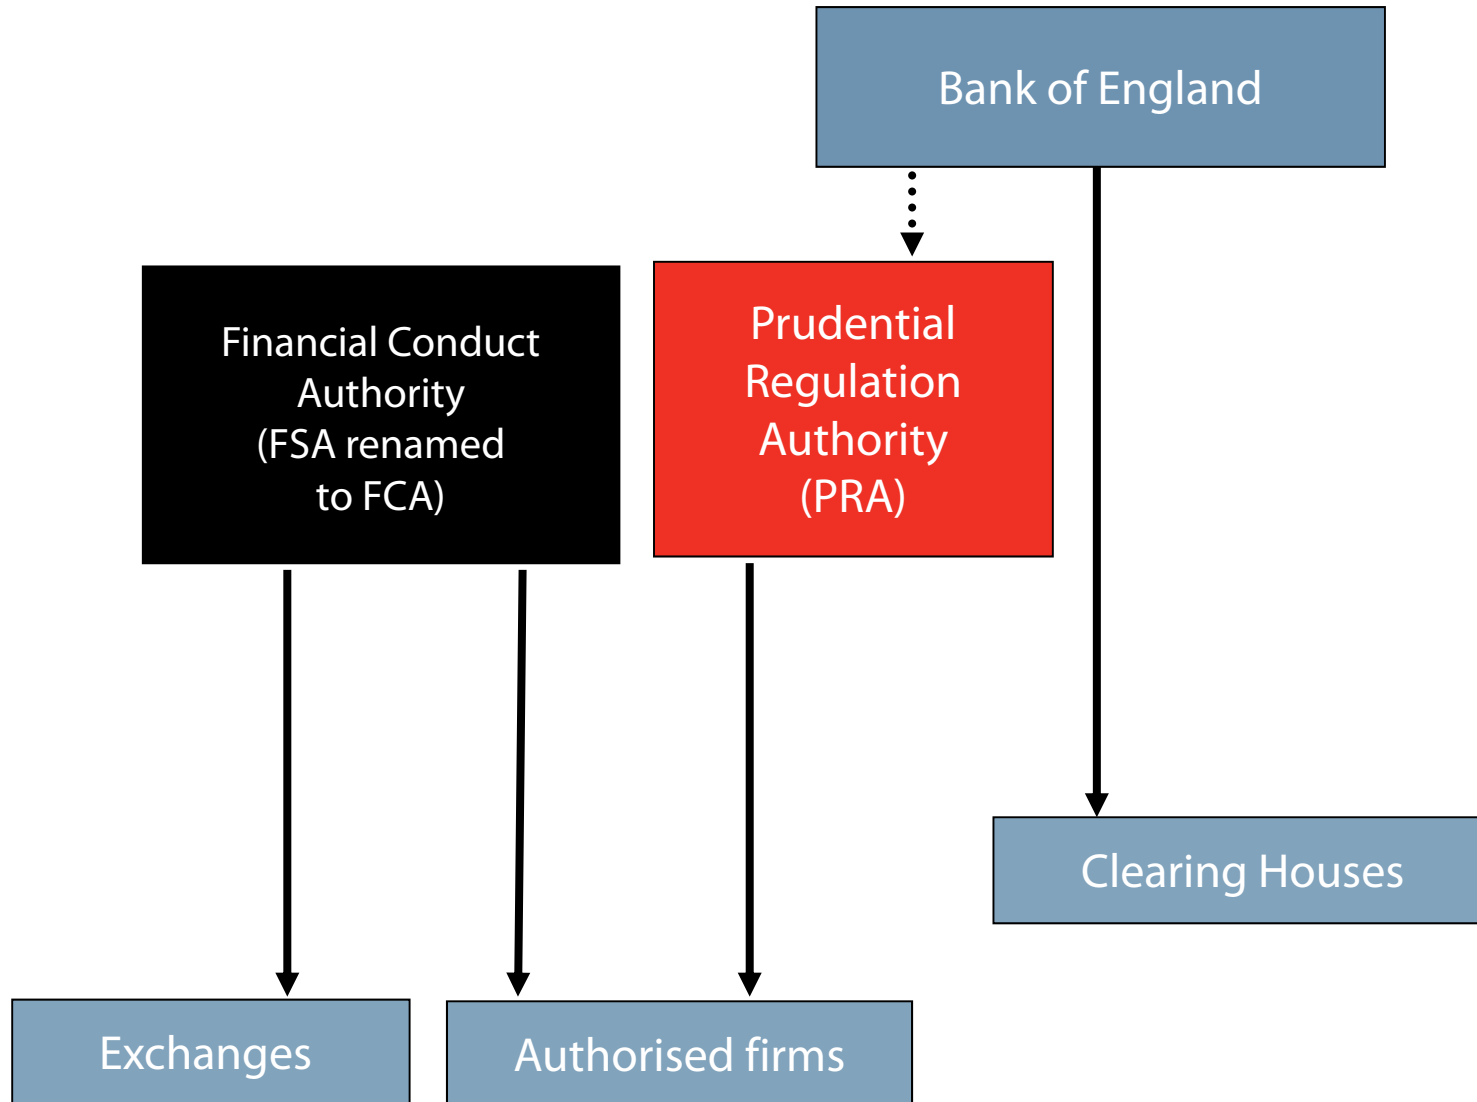 Bank of England
Financial Conduct
Authority
(FSA renamed
to FCA)
Prudential
Regulation
Authority
(PRA)
Clearing Houses
Exchanges
Authorised firms